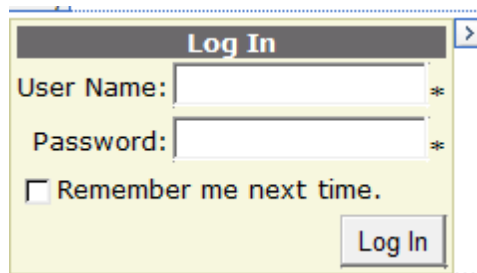 Log In
User Name: *
Password: *
Remember me next time.
Log In